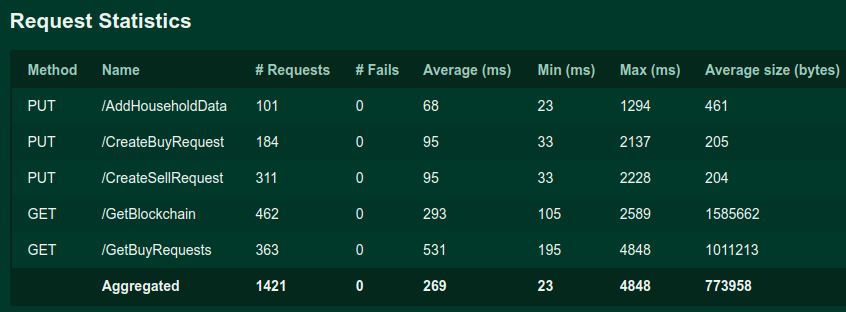 Request Statistics
Method Name # Requests # Fails Average (ms) Min (ms) Max (ms) Average size (bytes)
PUT /AddHouseholdData 101 0 68 23 1294 461
PUT /CreateBuyRequest 184 0 95 33 2137 205
PUT /CreateSellRequest 311 0 95 33 2228 204
GET /GetBlockchain 462 0 293 105 2589 1585662
GET /GetBuyRequests 363 0 531 195 4848 1011213
Aggregated 1421 0 269 23 4848 773958